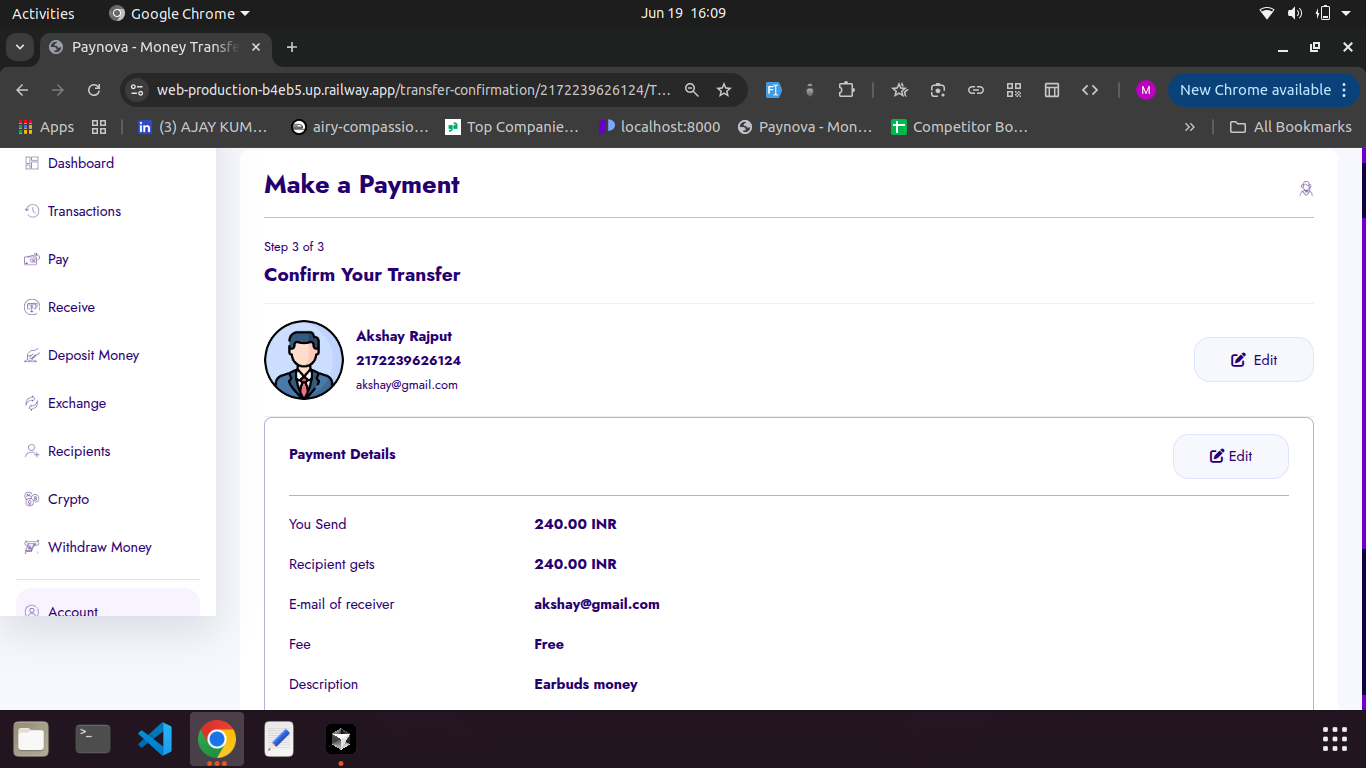 Activities Google Chrome Jun 19 16:09
Paynova - Money Transfe
web-production-b4eb5.up.railway.app/transfer-confirmation/2172239626124/T... M New Chrome available
Apps (3) AJAY KUM... airy-compassio... Top Companie... localhost:8000 Paynova - Mon... Competitor Bo... » All Bookmarks
Dashboard
Transactions
Pay
Receive
Deposit Money
Exchange
Recipients
Crypto
Withdraw Money
Account
Make a Payment
Step 3 of 3
Confirm Your Transfer
Akshay Rajput
2172239626124
akshay@gmail.com
Edit
Payment Details
Edit
You Send 240.00 INR
Recipient gets 240.00 INR
E-mail of receiver akshay@gmail.com
Fee Free
Description Earbuds money